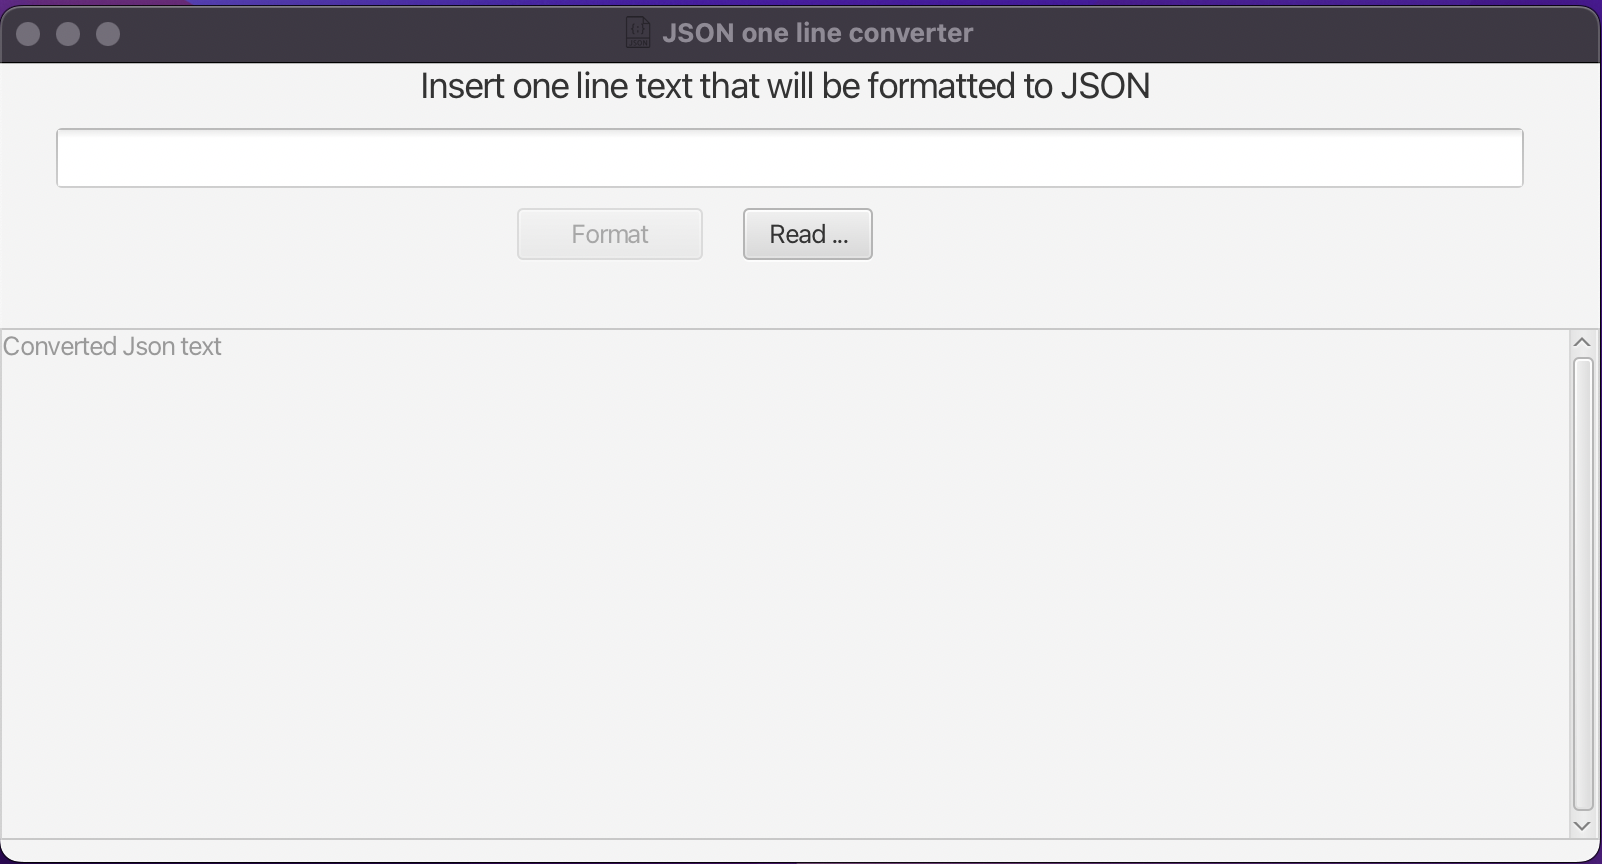 {;}
JSON
JSON one line converter
Insert one line text that will be formatted to JSON
Format
Read ...
Converted Json text